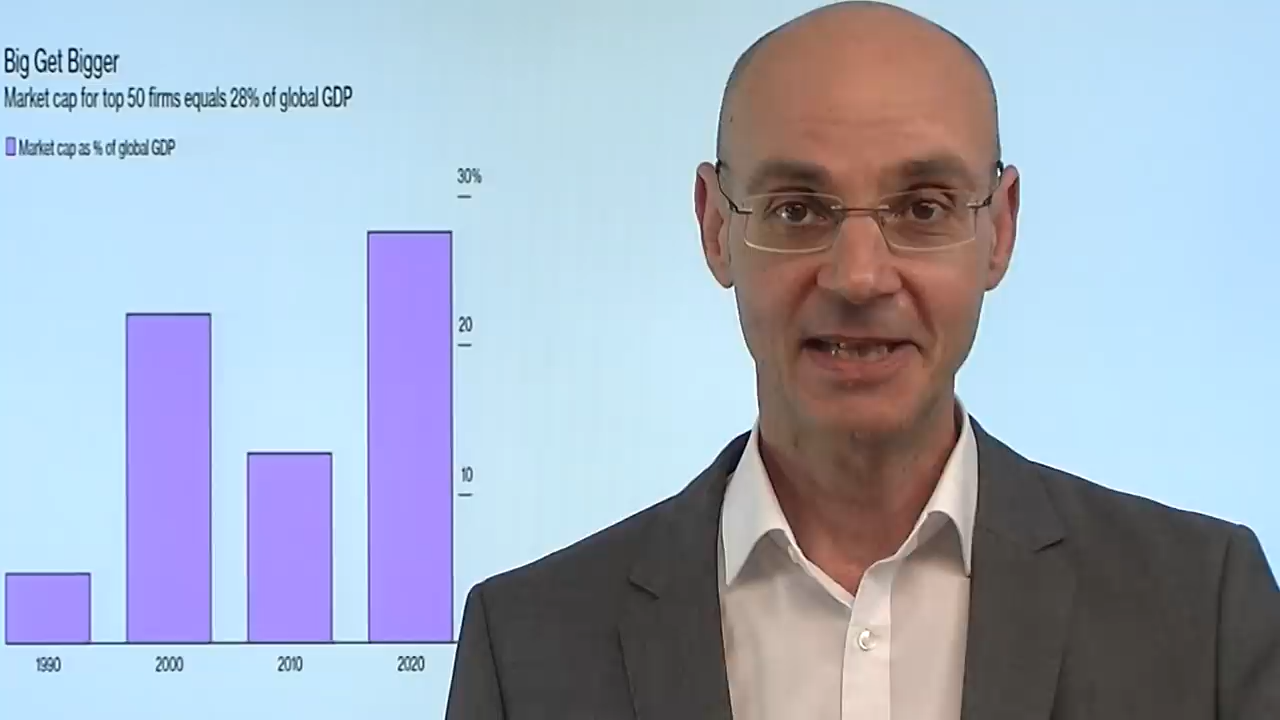 Big Get Bigger
Market cap for top 50 firms equals 28% of global GDP
Market cap as % of global GDP
30%
20
10
1990 2000 2010 2020